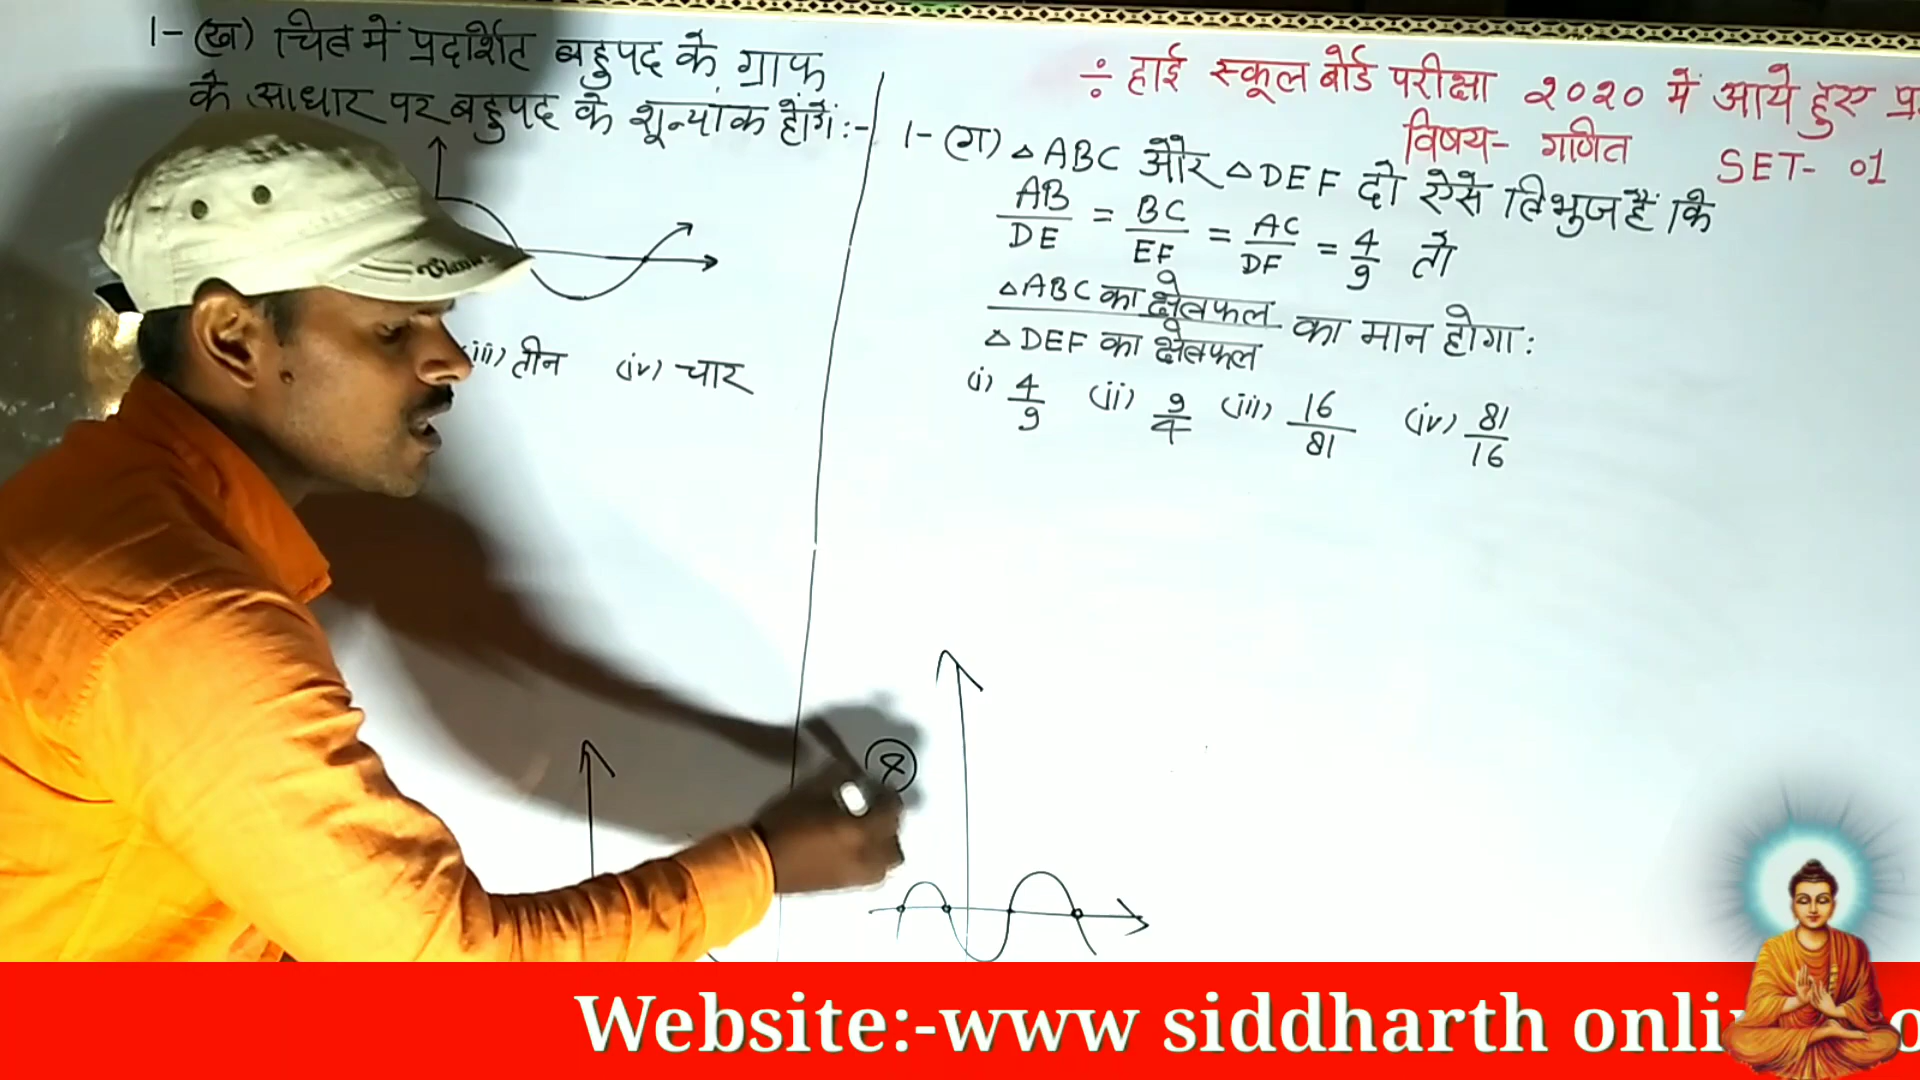 1-(ख) चित्र में प्रदर्शित बहुपद के ग्राफ
के आधार पर बहुपद के शून्यांक होंगे:-
(iii) तीन (iv) चार
÷ हाई स्कूल बोर्ड परीक्षा २०२० में आये हुए
विषय- गणित SET- 01
1-(ग) △ABC और △DEF दो ऐसे त्रिभुज हैं कि
AB/DE = BC/EF = AC/DF = 4/9 तो
△ABC का क्षेत्रफल / △DEF का क्षेत्रफल का मान होगा:
(i) 4/9 (ii) 9/4 (iii) 16/81 (iv) 81/16
Website:-www siddharth onli